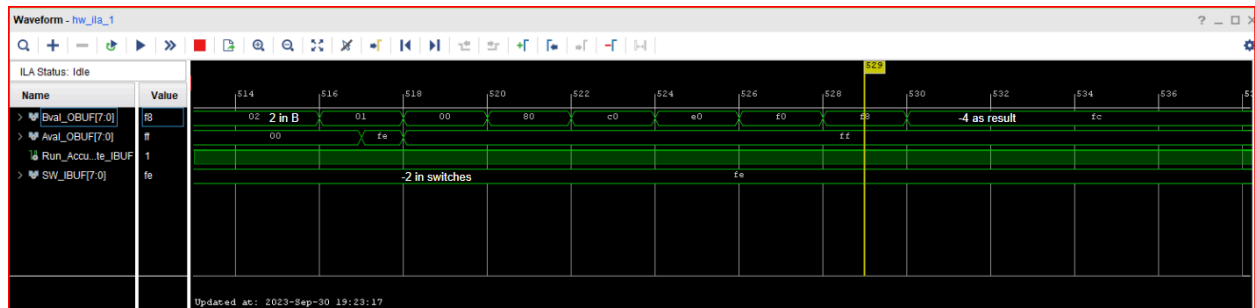 Waveform - hw_ila_1
ILA Status: Idle
529
Name Value 514 516 518 520 522 524 526 528 530 532 534 536
Bval_OBUF[7:0] f8 02 2 in B 01 00 80 c0 e0 f0 f8 -4 as result fc
Aval_OBUF[7:0] ff 00 fe ff
Run_Accu...te_IBUF 1
SW_IBUF[7:0] fe -2 in switches fe
Updated at: 2023-Sep-30 19:23:17